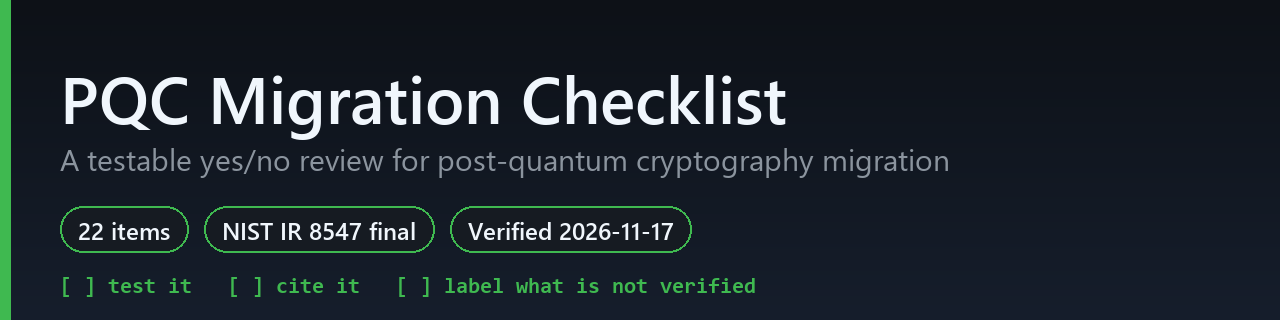 PQC Migration Checklist
A testable yes/no review for post-quantum cryptography migration
22 items NIST IR 8547 final Verified 2026-11-17
[ ] test it [ ] cite it [ ] label what is not verified